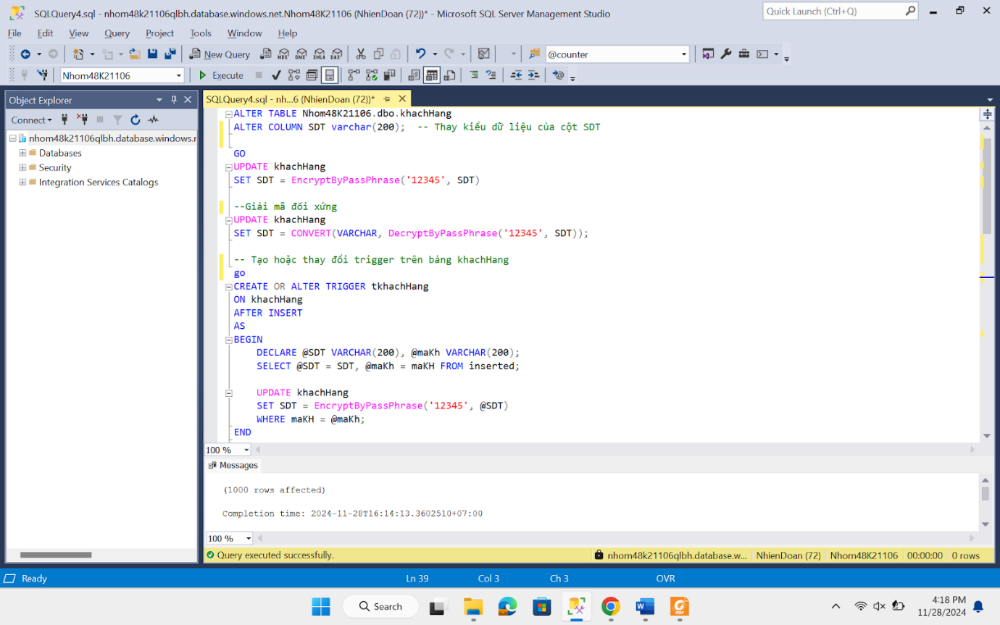 SQLQuery4.sql - nhom48k21106qlbh.database.windows.net.Nhom48K21106 (NhienDoan (72))* - Microsoft SQL Server Management Studio
Quick Launch (Ctrl+Q)
File Edit View Query Project Tools Window Help
New Query
MDX DMX XMLA DAX
@counter
Nhom48K21106
Execute
Object Explorer
SQLQuery4.sql - nh...6 (NhienDoan (72))*
Connect
nhom48k21106qlbh.database.windows.r
Databases
Security
Integration Services Catalogs
ALTER TABLE Nhom48K21106.dbo.khachHang
ALTER COLUMN SDT varchar(200);  -- Thay kiểu dữ liệu của cột SDT
GO
UPDATE khachHang
SET SDT = EncryptByPassPhrase('12345', SDT)
--Giải mã đối xứng
UPDATE khachHang
SET SDT = CONVERT(VARCHAR, DecryptByPassPhrase('12345', SDT));
-- Tạo hoặc thay đổi trigger trên bảng khachHang
go
CREATE OR ALTER TRIGGER tkhachHang
ON khachHang
AFTER INSERT
AS
BEGIN
DECLARE @SDT VARCHAR(200), @maKh VARCHAR(200);
SELECT @SDT = SDT, @maKh = maKH FROM inserted;
UPDATE khachHang
SET SDT = EncryptByPassPhrase('12345', @SDT)
WHERE maKH = @maKh;
END
100 %
Messages
(1000 rows affected)
Completion time: 2024-11-28T16:14:13.3602510+07:00
100 %
Query executed successfully.
nhom48k21106qlbh.database.w... NhienDoan (72) Nhom48K21106 00:00:00 0 rows
Ready Ln 39 Col 3 Ch 3 OVR
Search
4:18 PM
11/28/2024